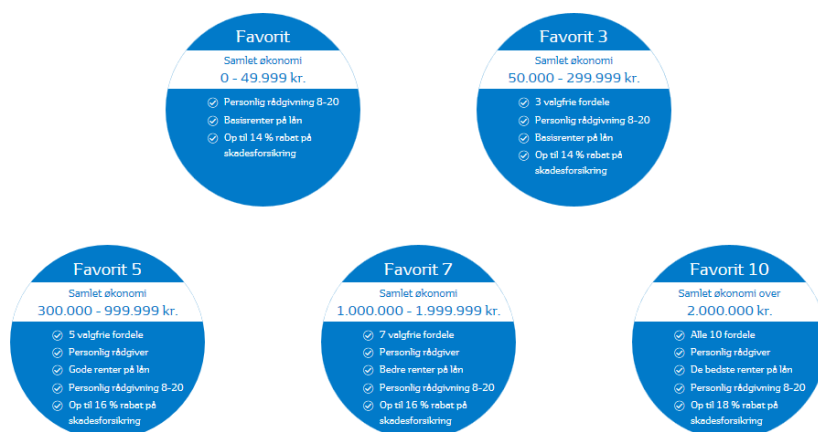 Favorit
Samlet økonomi
0 - 49.999 kr.
Personlig rådgivning 8-20
Basisrenter på lån
Op til 14 % rabat på
skadesforsikring
Favorit 3
Samlet økonomi
50.000 - 299.999 kr.
3 valgfrie fordele
Personlig rådgivning 8-20
Basisrenter på lån
Op til 14 % rabat på
skadesforsikring
Favorit 5
Samlet økonomi
300.000 - 999.999 kr.
5 valgfrie fordele
Personlig rådgiver
Gode renter på lån
Personlig rådgivning 8-20
Op til 16 % rabat på
skadesforsikring
Favorit 7
Samlet økonomi
1.000.000 - 1.999.999 kr.
7 valgfrie fordele
Personlig rådgiver
Bedre renter på lån
Personlig rådgivning 8-20
Op til 16 % rabat på
skadesforsikring
Favorit 10
Samlet økonomi over
2.000.000 kr.
Alle 10 fordele
Personlig rådgiver
De bedste renter på lån
Personlig rådgivning 8-20
Op til 18 % rabat på
skadesforsikring